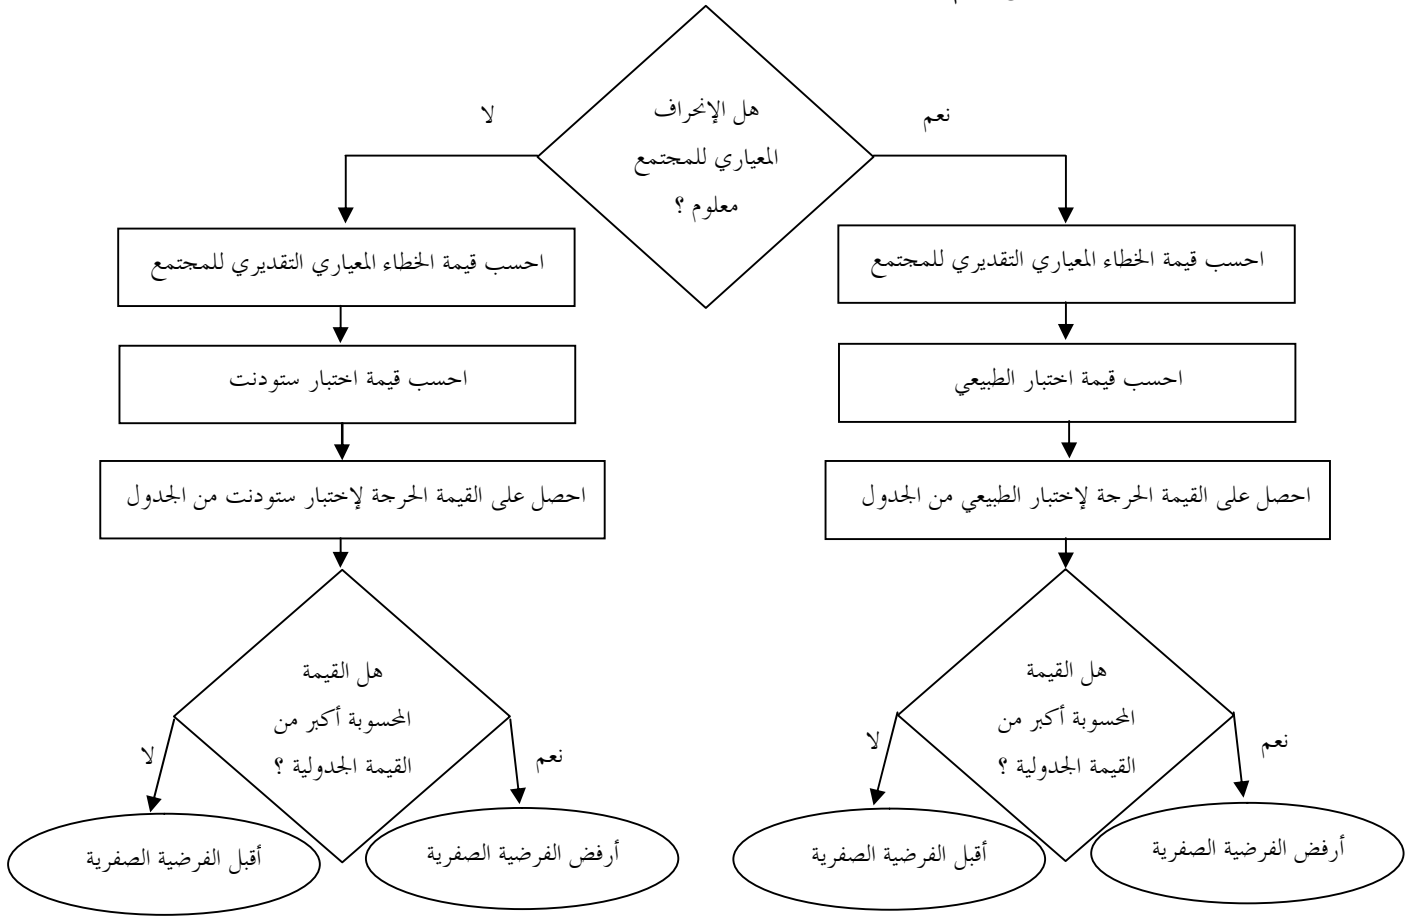 هل الإنحراف
المعياري للمجتمع
معلوم ؟
نعم
لا
احسب قيمة الخطاء المعياري التقديري للمجتمع
احسب قيمة الخطاء المعياري التقديري للمجتمع
احسب قيمة اختبار الطبيعي
احسب قيمة اختبار ستودنت
احصل على القيمة الحرجة لإختبار الطبيعي من الجدول
احصل على القيمة الحرجة لإختبار ستودنت من الجدول
هل القيمة
المحسوبة أكبر من
القيمة الجدولية ؟
نعم
لا
هل القيمة
المحسوبة أكبر من
القيمة الجدولية ؟
نعم
لا
أرفض الفرضية الصفرية
أقبل الفرضية الصفرية
أرفض الفرضية الصفرية
أقبل الفرضية الصفرية